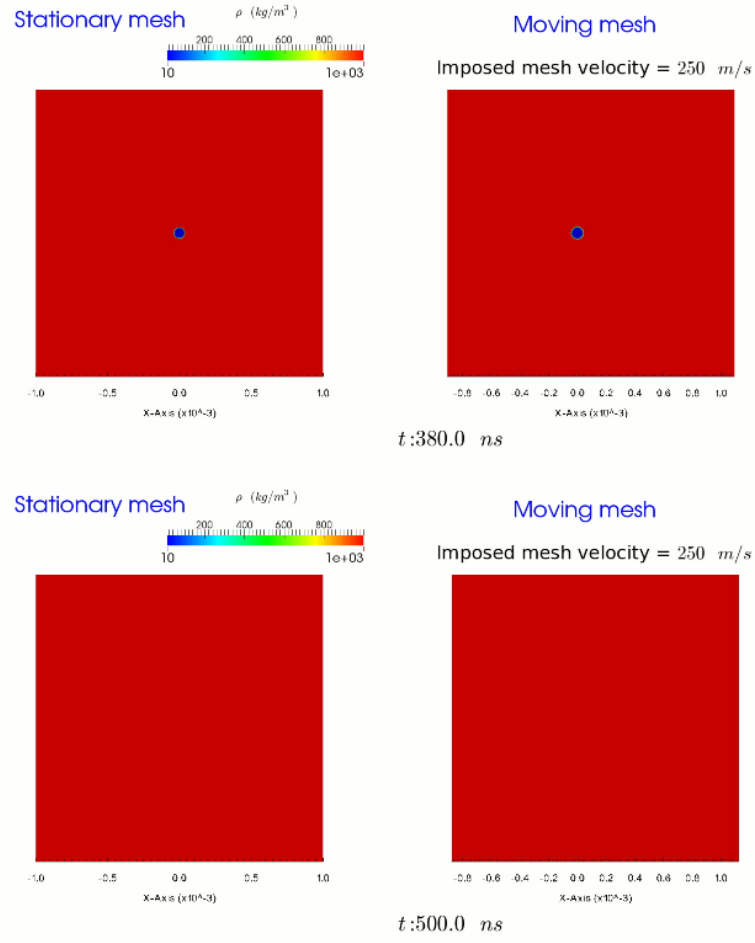 Stationary mesh
ρ (kg/m³)
200 400 600 800
10 1e+03
Moving mesh
Imposed mesh velocity = 250 m/s
-1.0 -0.5 0.0 0.5 1.0
X-Axis (x10^-3)
-0.8 -0.6 -0.4 -0.2 0.0 0.2 0.4 0.6 0.8 1.0
X-Axis (x10^-3)
t:380.0 ns
Stationary mesh
ρ (kg/m³)
200 400 600 800
10 1e+03
Moving mesh
Imposed mesh velocity = 250 m/s
-1.0 -0.5 0.0 0.5 1.0
X-Axis (x10^-3)
-0.8 -0.6 -0.4 -0.2 0.0 0.2 0.4 0.6 0.8 1.0
X-Axis (x10^-3)
t:500.0 ns